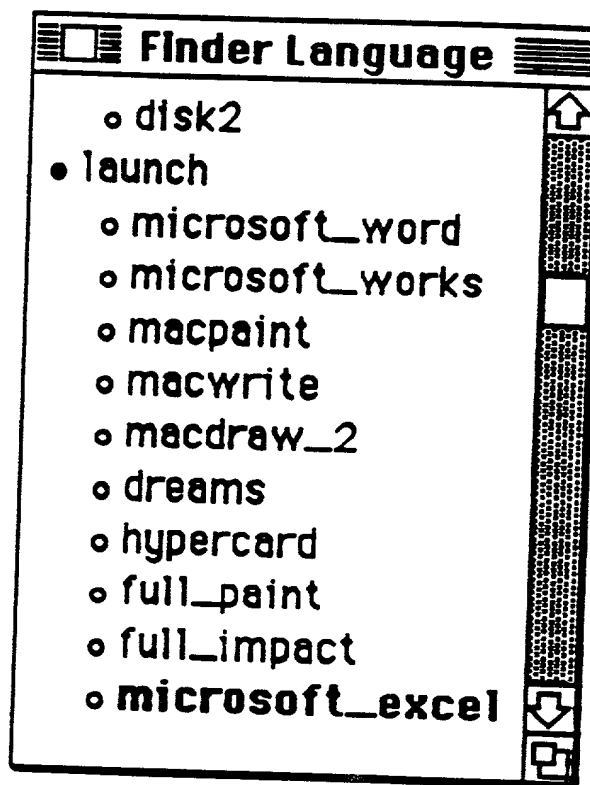 Finder Language
disk2
launch
microsoft_word
microsoft_works
macpaint
macwrite
macdraw_2
dreams
hypercard
full_paint
full_impact
microsoft_excel